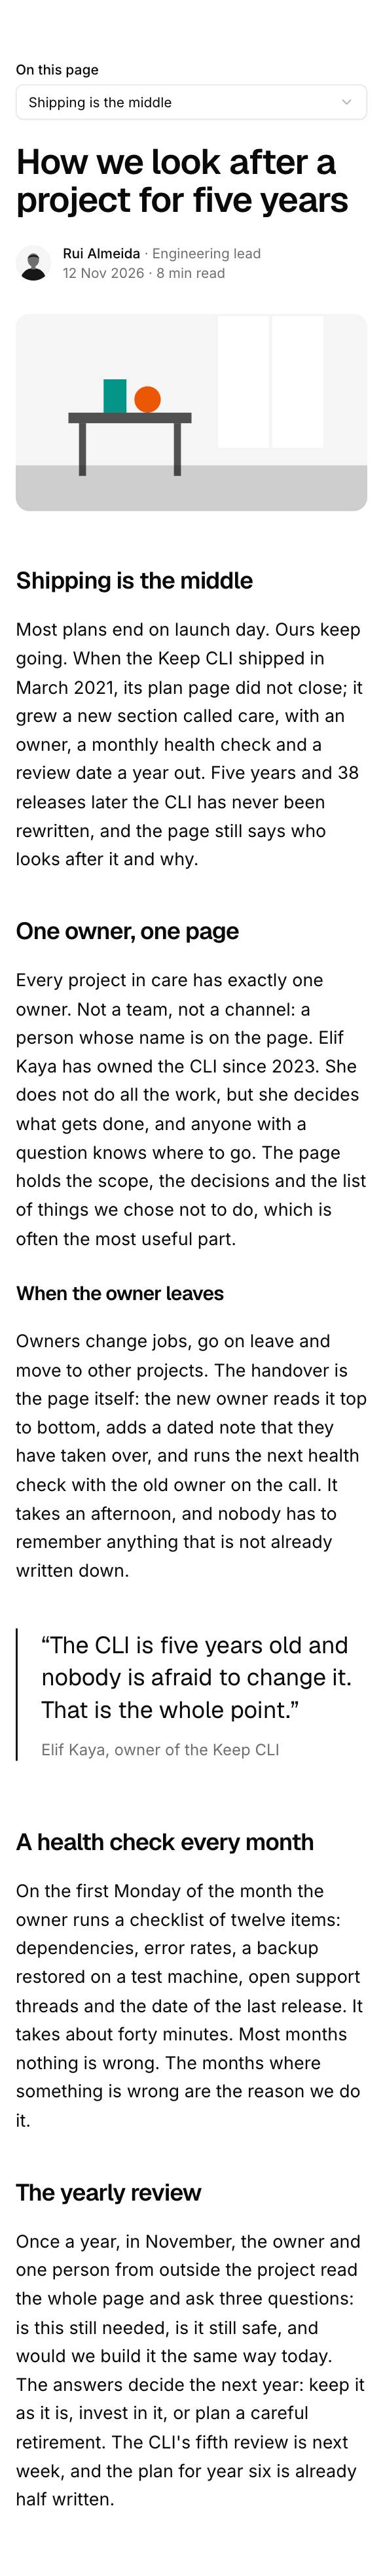 On this page
Shipping is the middle
How we look after a
project for five years
Rui Almeida · Engineering lead
12 Nov 2026 · 8 min read
Shipping is the middle
Most plans end on launch day. Ours keep
going. When the Keep CLI shipped in
March 2021, its plan page did not close; it
grew a new section called care, with an
owner, a monthly health check and a
review date a year out. Five years and 38
releases later the CLI has never been
rewritten, and the page still says who
looks after it and why.
One owner, one page
Every project in care has exactly one
owner. Not a team, not a channel: a
person whose name is on the page. Elif
Kaya has owned the CLI since 2023. She
does not do all the work, but she decides
what gets done, and anyone with a
question knows where to go. The page
holds the scope, the decisions and the list
of things we chose not to do, which is
often the most useful part.
When the owner leaves
Owners change jobs, go on leave and
move to other projects. The handover is
the page itself: the new owner reads it top
to bottom, adds a dated note that they
have taken over, and runs the next health
check with the old owner on the call. It
takes an afternoon, and nobody has to
remember anything that is not already
written down.
“The CLI is five years old and
nobody is afraid to change it.
That is the whole point.”
Elif Kaya, owner of the Keep CLI
A health check every month
On the first Monday of the month the
owner runs a checklist of twelve items:
dependencies, error rates, a backup
restored on a test machine, open support
threads and the date of the last release. It
takes about forty minutes. Most months
nothing is wrong. The months where
something is wrong are the reason we do
it.
The yearly review
Once a year, in November, the owner and
one person from outside the project read
the whole page and ask three questions:
is this still needed, is it still safe, and
would we build it the same way today.
The answers decide the next year: keep it
as it is, invest in it, or plan a careful
retirement. The CLI's fifth review is next
week, and the plan for year six is already
half written.